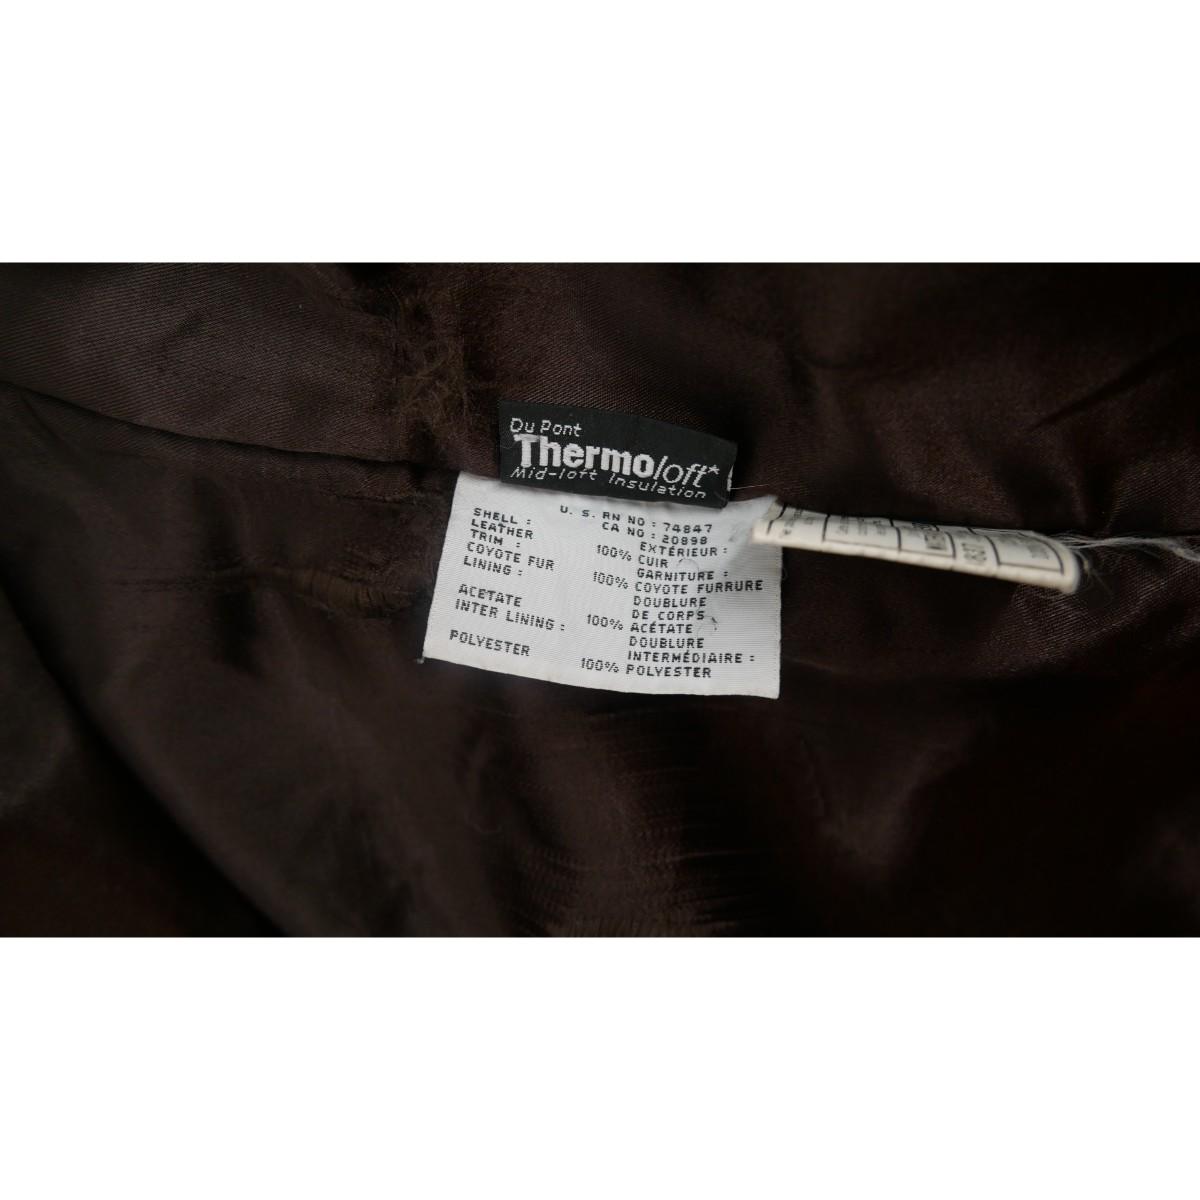 Du Pont
Thermoloft*
Mid-loft Insulation
U. S. RN NO : 74847
CA NO : 20898
SHELL :
LEATHER
TRIM :
COYOTE FUR
LINING :
ACETATE
INTER LINING :
POLYESTER
EXTÉRIEUR :
100% CUIR
GARNITURE :
100% COYOTE FURRURE
DOUBLURE
DE CORPS :
100% ACÉTATE
DOUBLURE
INTERMÉDIAIRE :
100% POLYESTER